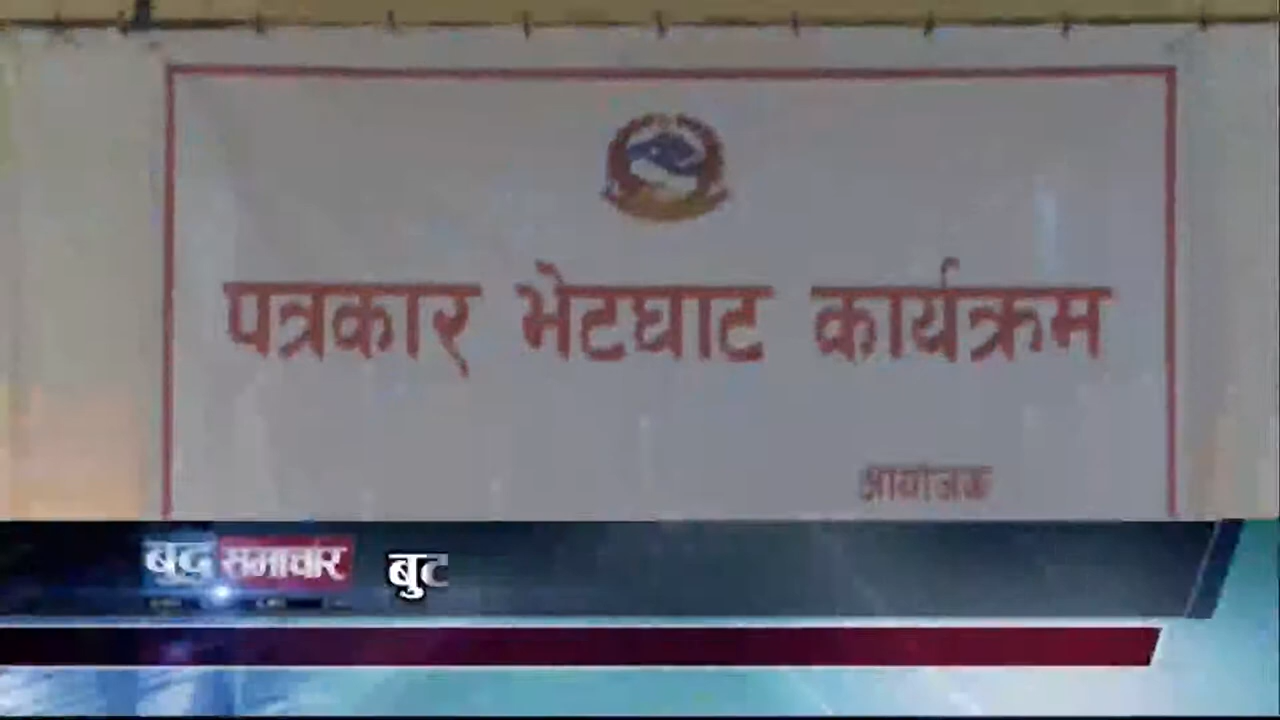 पत्रकार भेटघाट कार्यक्रम
आयोजक
बुद्ध समाचार
बुट